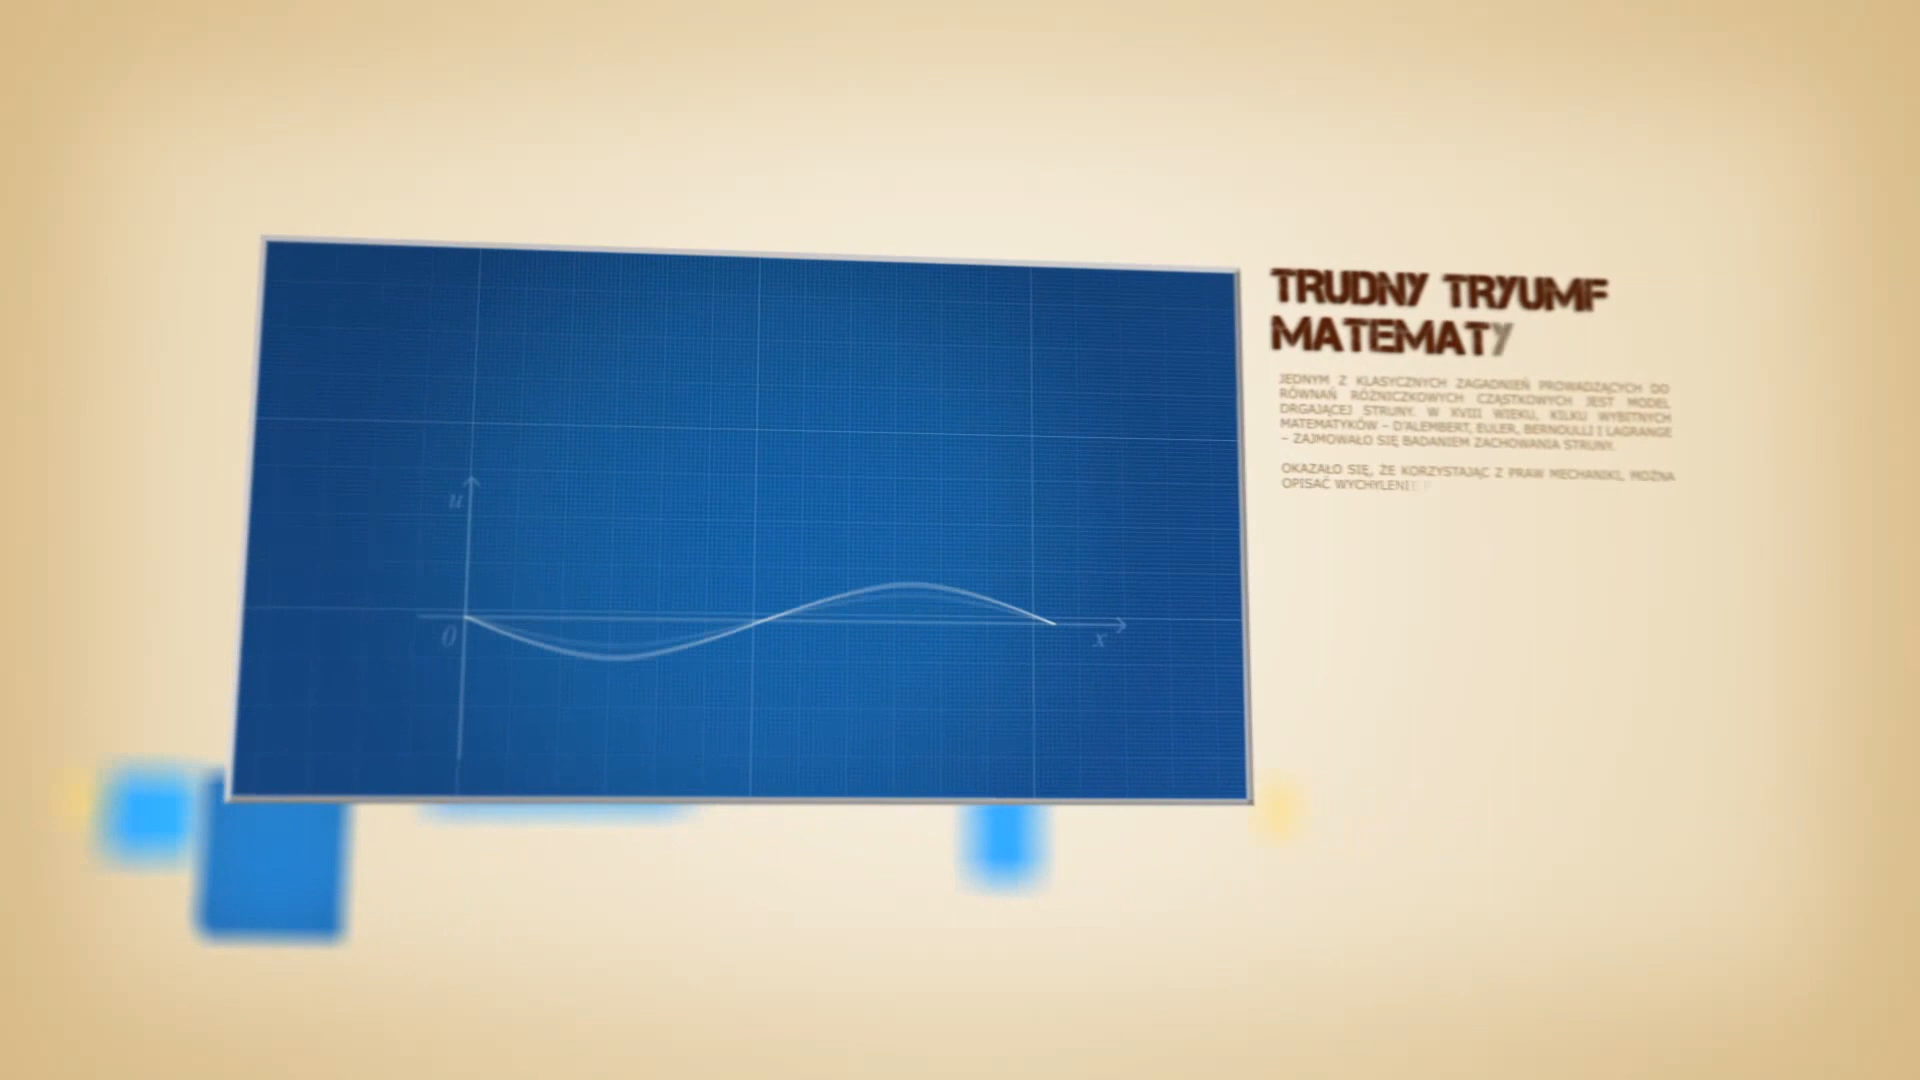 u
0
x
TRUDNY TRYUMF
MATEMATY
JEDNYM Z KLASYCZNYCH ZAGADNIEŃ PROWADZĄCYCH DO
RÓWNAŃ RÓŻNICZKOWYCH CZĄSTKOWYCH JEST MODEL
DRGAJĄCEJ STRUNY. W XVIII WIEKU, KILKU WYBITNYCH
MATEMATYKÓW – D'ALEMBERT, EULER, BERNOULLI I LAGRANGE
– ZAJMOWAŁO SIĘ BADANIEM ZACHOWANIA STRUNY.
OKAZAŁO SIĘ, ŻE KORZYSTAJĄC Z PRAW MECHANIKI, MOŻNA
OPISAĆ WYCHYLENIE